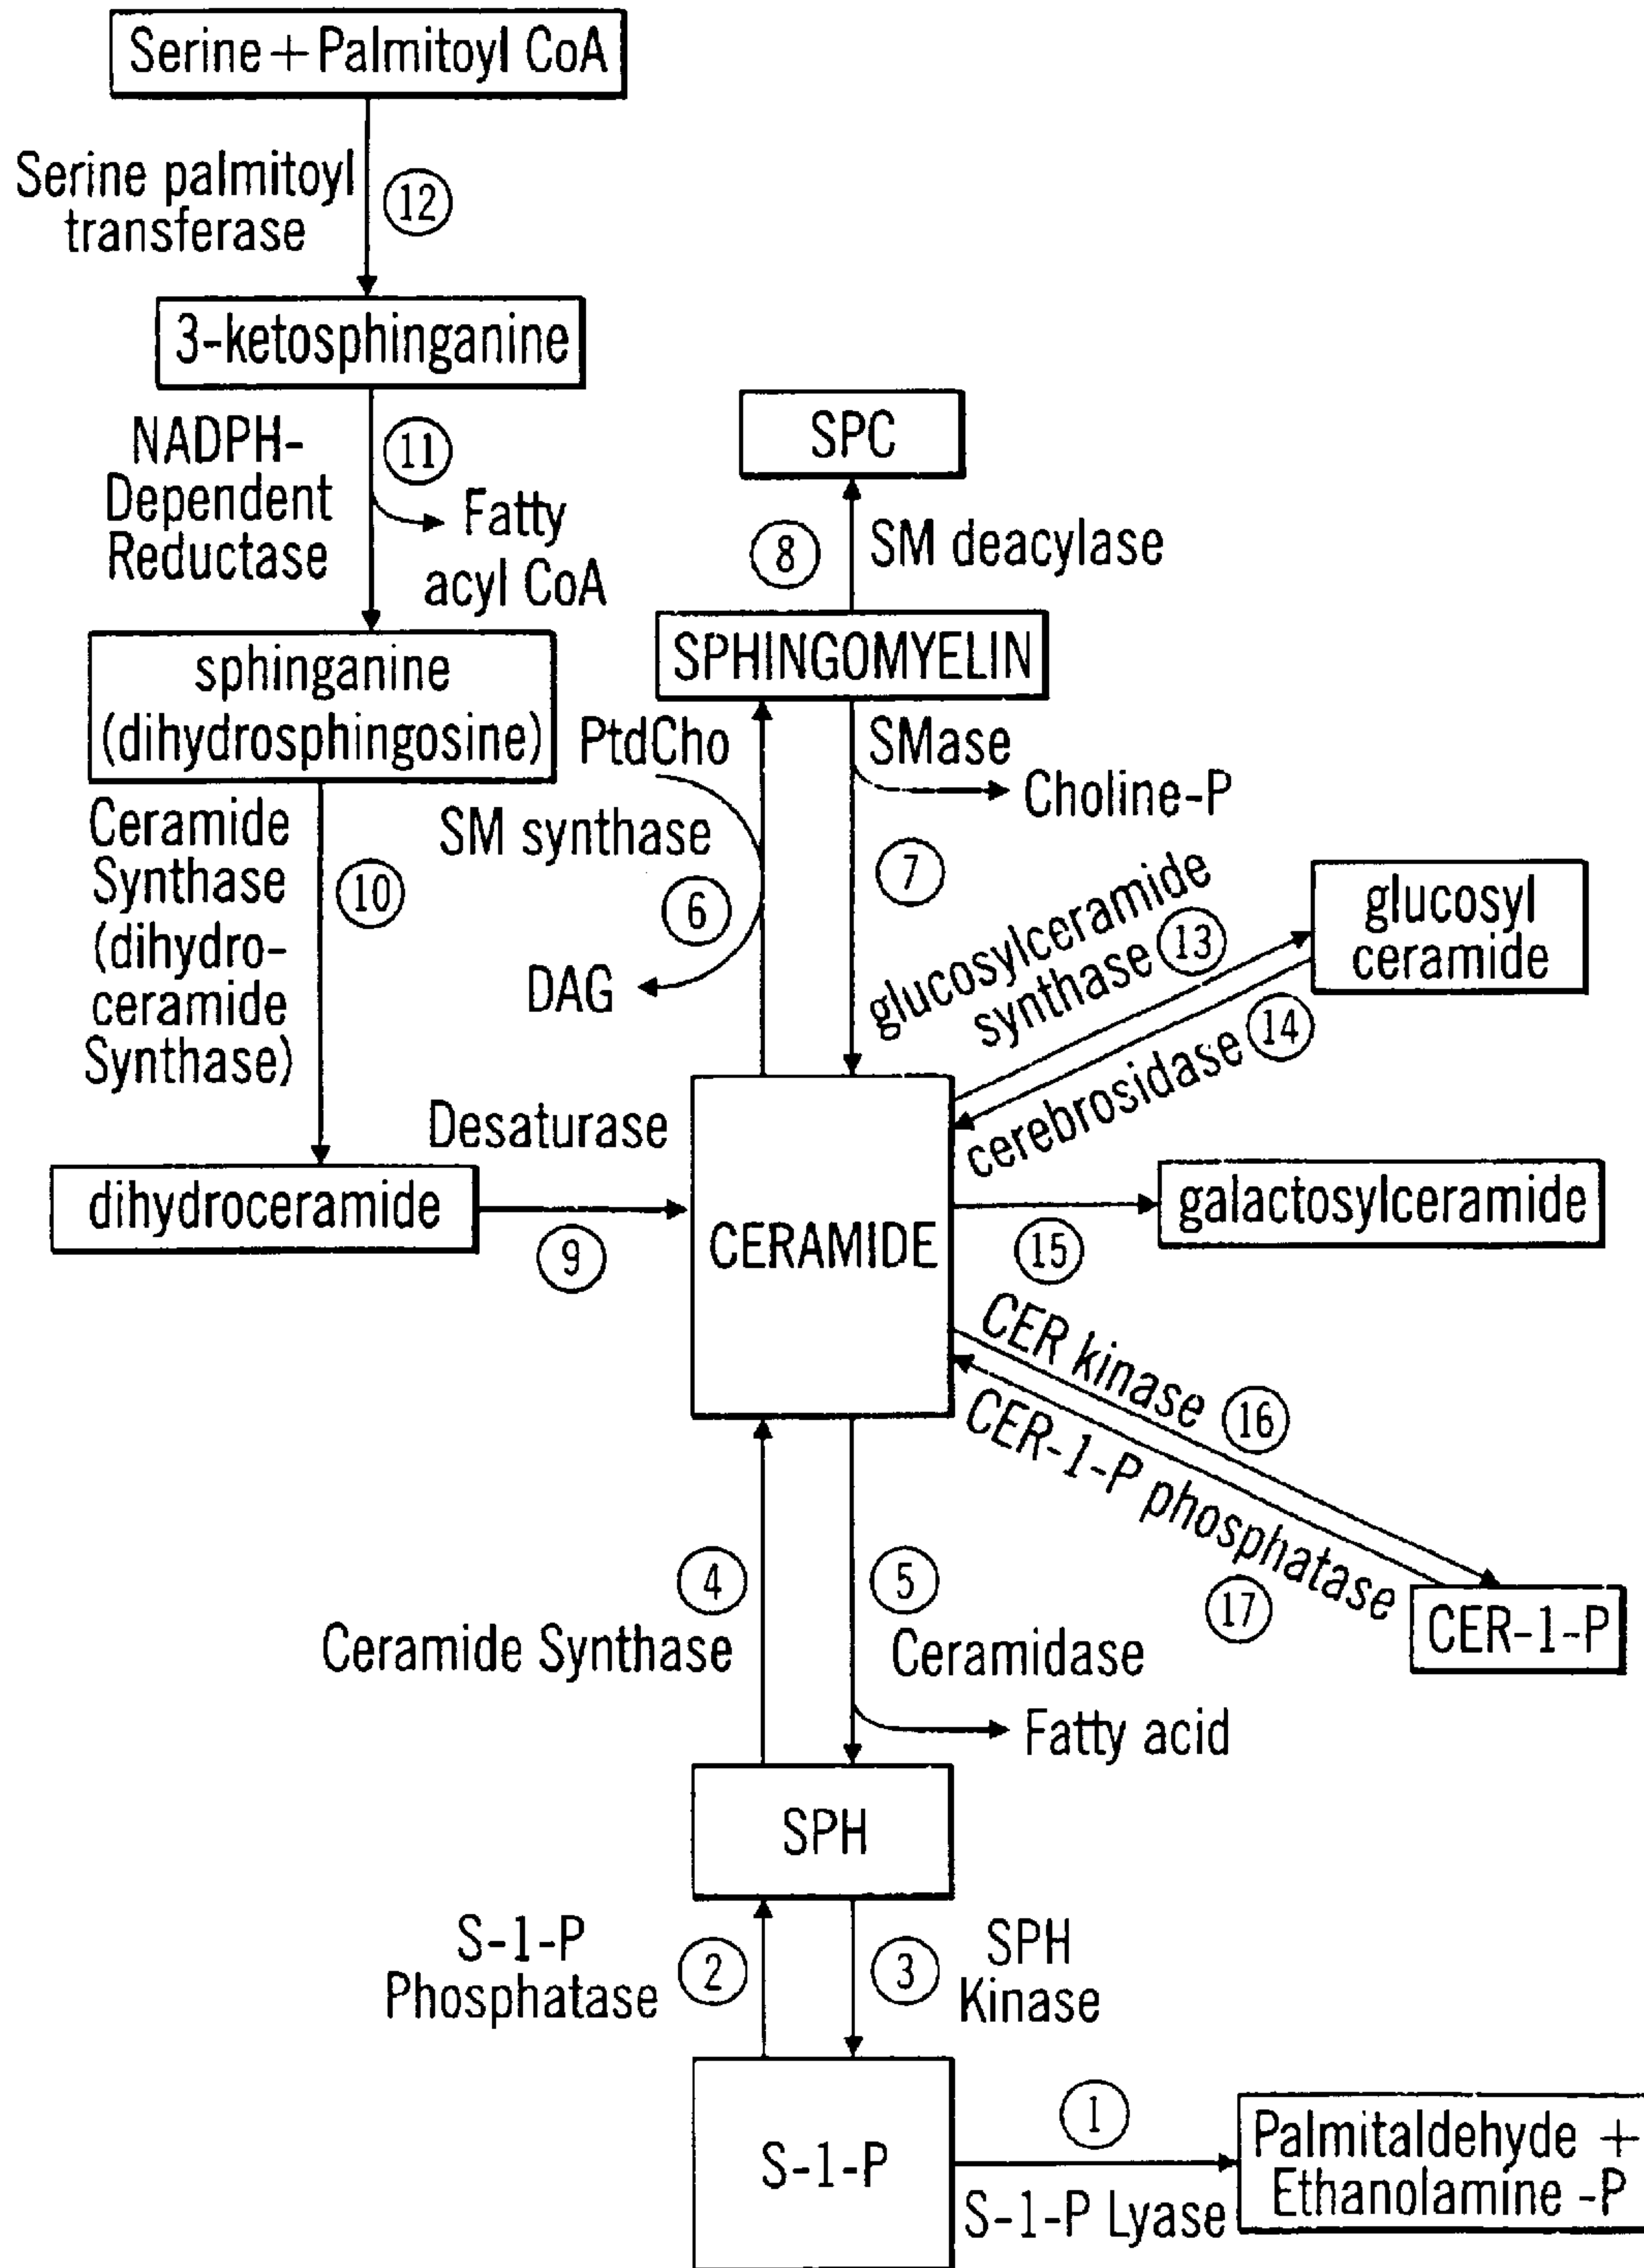 Serine + Palmitoyl CoA
Serine palmitoyl
transferase
12
3-ketosphinganine
NADPH-
Dependent
Reductase
11
Fatty
acyl CoA
SPC
8
SM deacylase
sphinganine
(dihydrosphingosine)
SPHINGOMYELIN
PtdCho
SMase
Choline-P
Ceramide
Synthase
(dihydro-
ceramide
Synthase)
10
SM synthase
6
7
DAG
glucosylceramide
synthase
13
glucosyl
ceramide
cerebrosidase
14
Desaturase
dihydroceramide
9
CERAMIDE
galactosylceramide
15
CER kinase
16
CER-1-P phosphatase
17
CER-1-P
4
5
Ceramide Synthase
Ceramidase
Fatty acid
SPH
S-1-P
Phosphatase
2
3
SPH
Kinase
S-1-P
1
S-1-P Lyase
Palmitaldehyde +
Ethanolamine -P